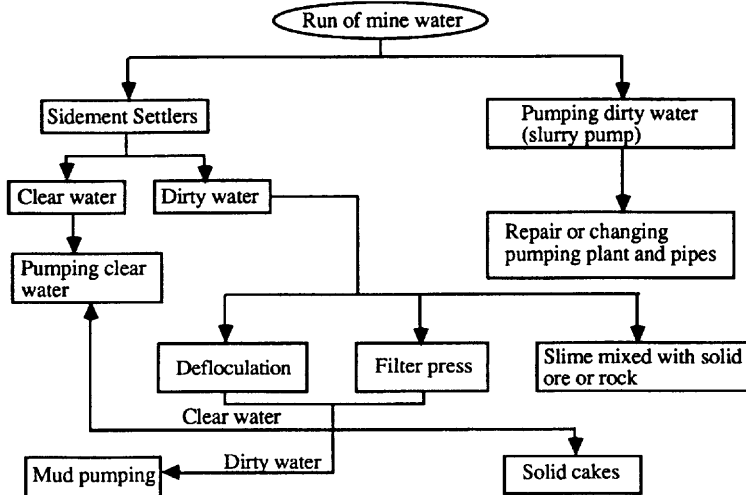 Run of mine water
Sidement Settlers
Pumping dirty water
(slurry pump)
Clear water
Dirty water
Repair or changing
pumping plant and pipes
Pumping clear
water
Defloculation
Filter press
Slime mixed with solid
ore or rock
Clear water
Mud pumping
Dirty water
Solid cakes